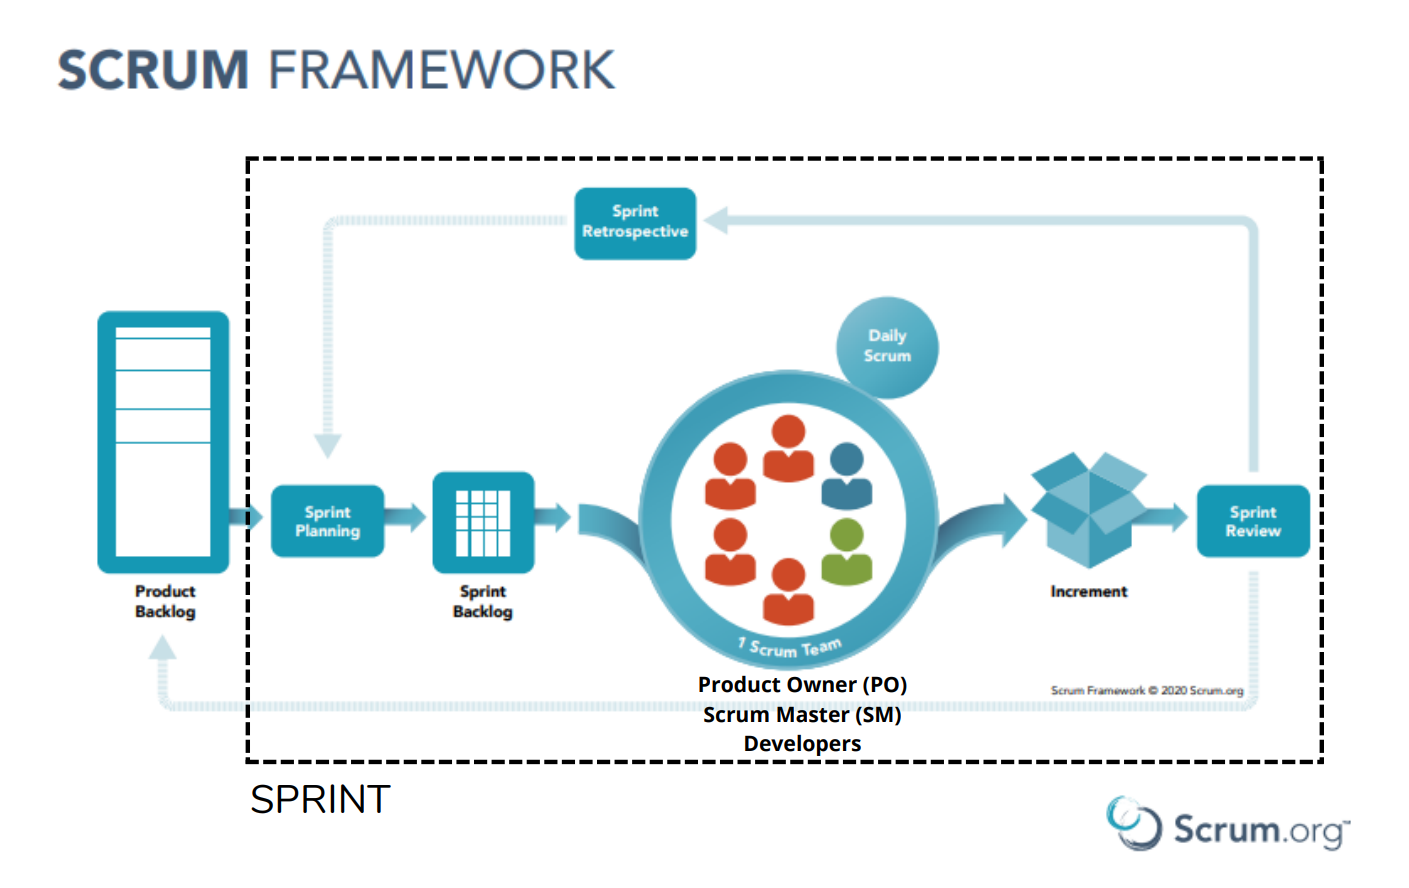 SCRUM FRAMEWORK
Sprint
Retrospective
Daily
Scrum
Sprint
Planning
Sprint
Review
Product
Backlog
Sprint
Backlog
Increment
1 Scrum Team
Product Owner (PO)
Scrum Master (SM)
Developers
Scrum Framework © 2020 Scrum.org
SPRINT
Scrum.org™